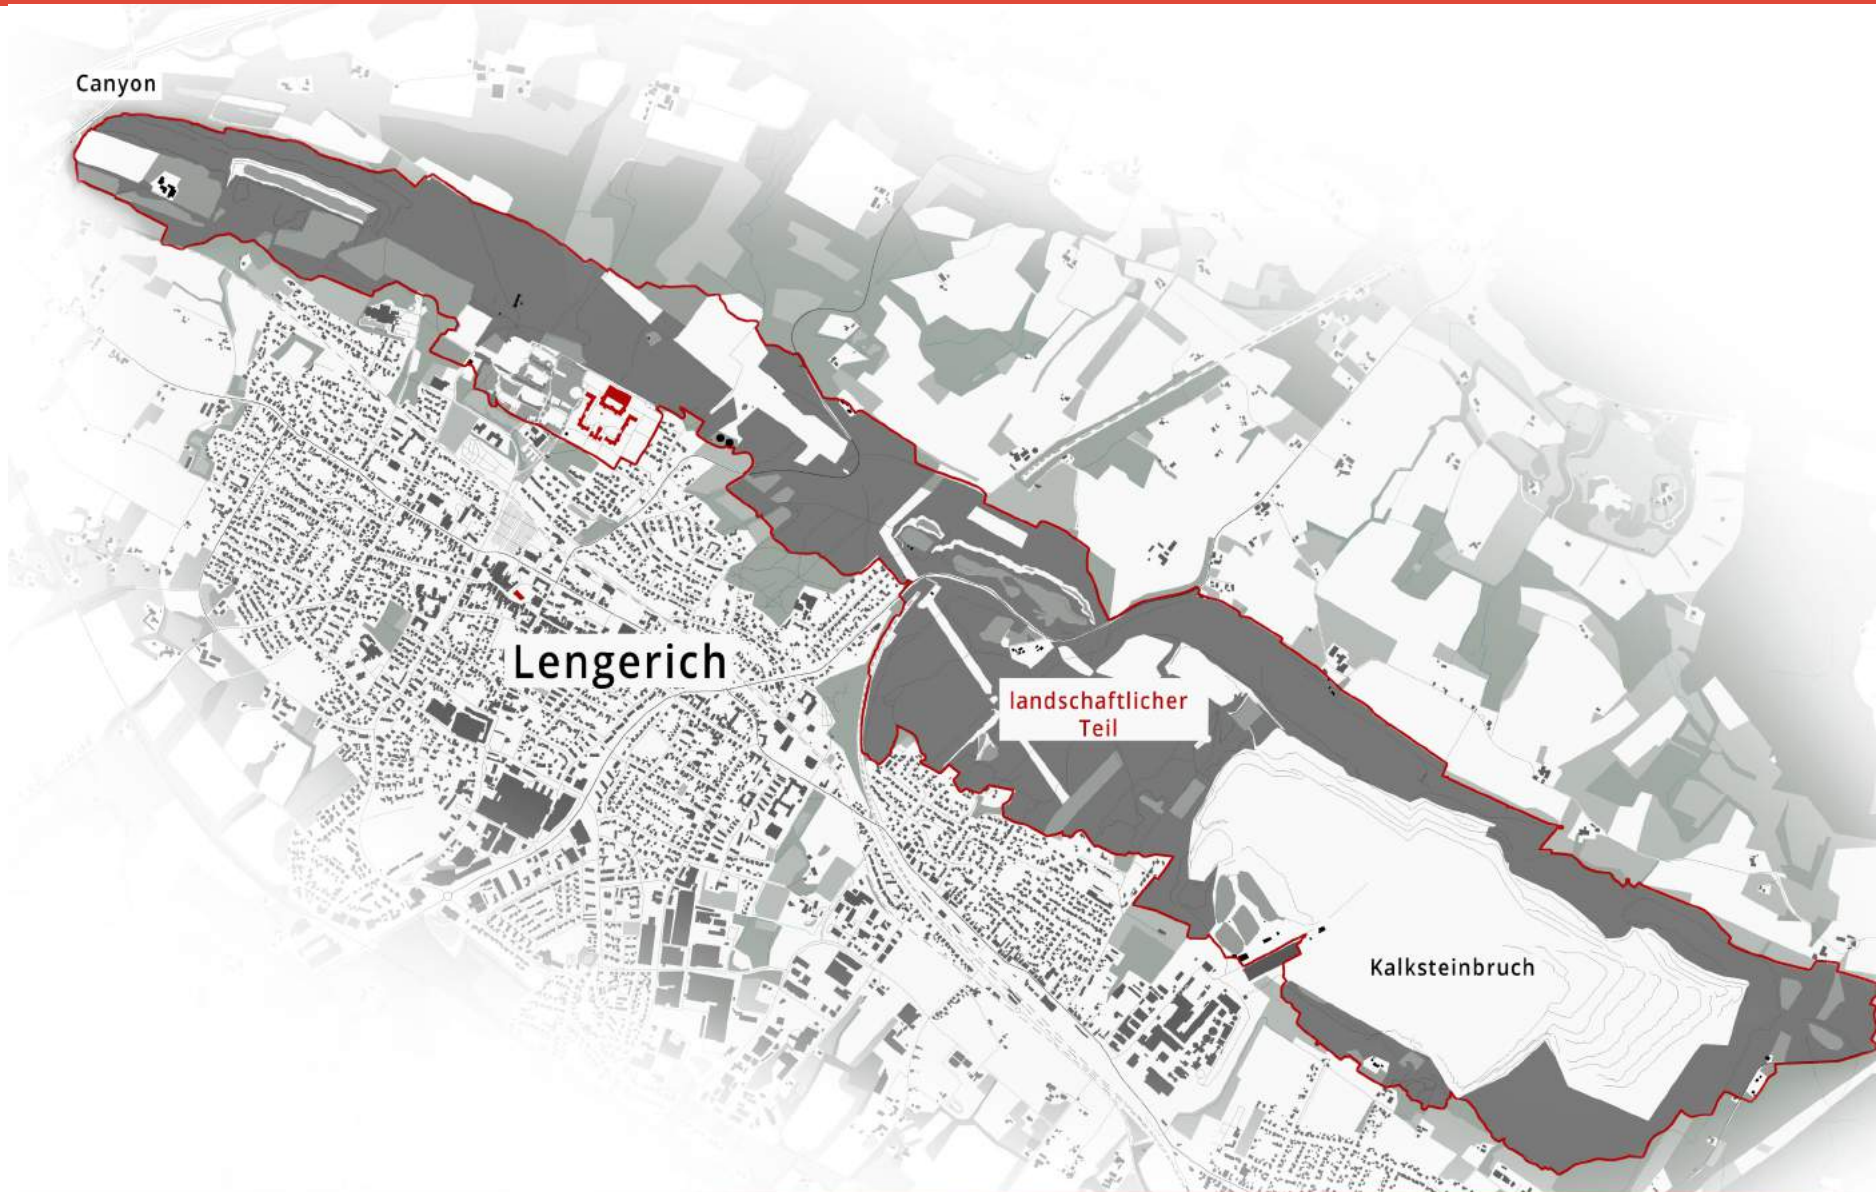 Canyon
Lengerich
landschaftlicher
Teil
Kalksteinbruch